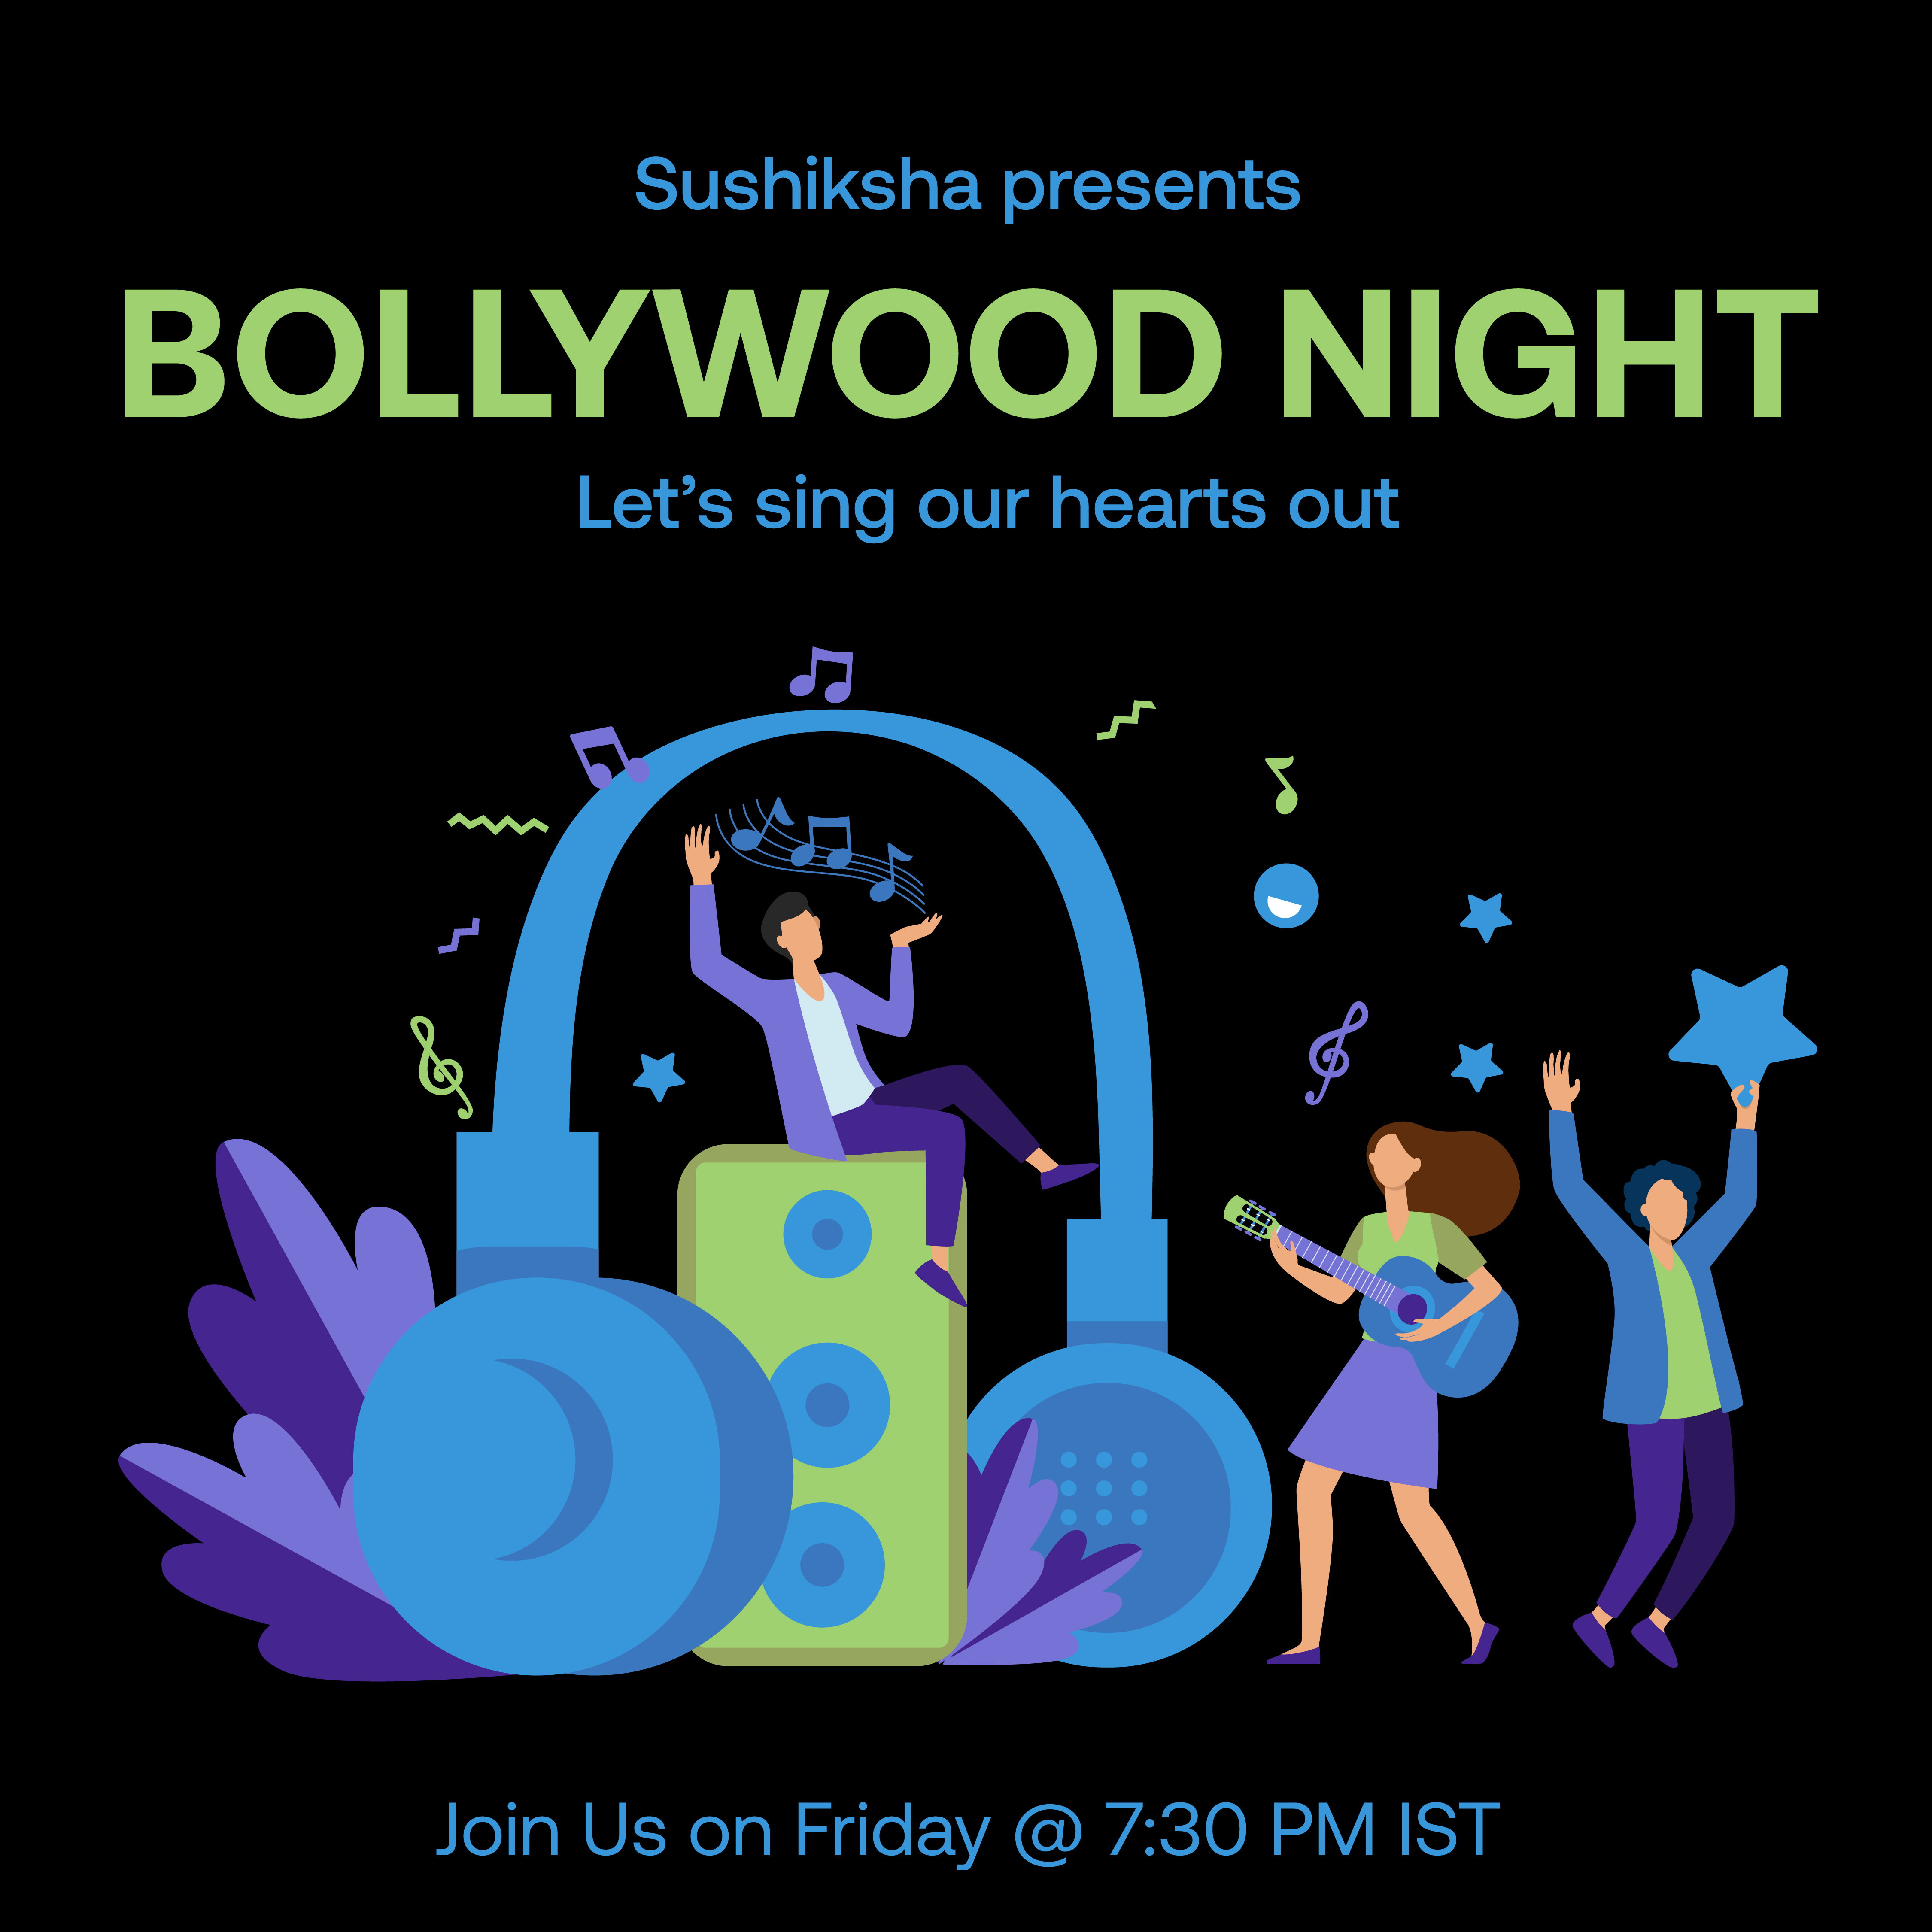 Sushiksha presents
BOLLYWOOD NIGHT
Let’s sing our hearts out
Join Us on Friday @ 7:30 PM IST